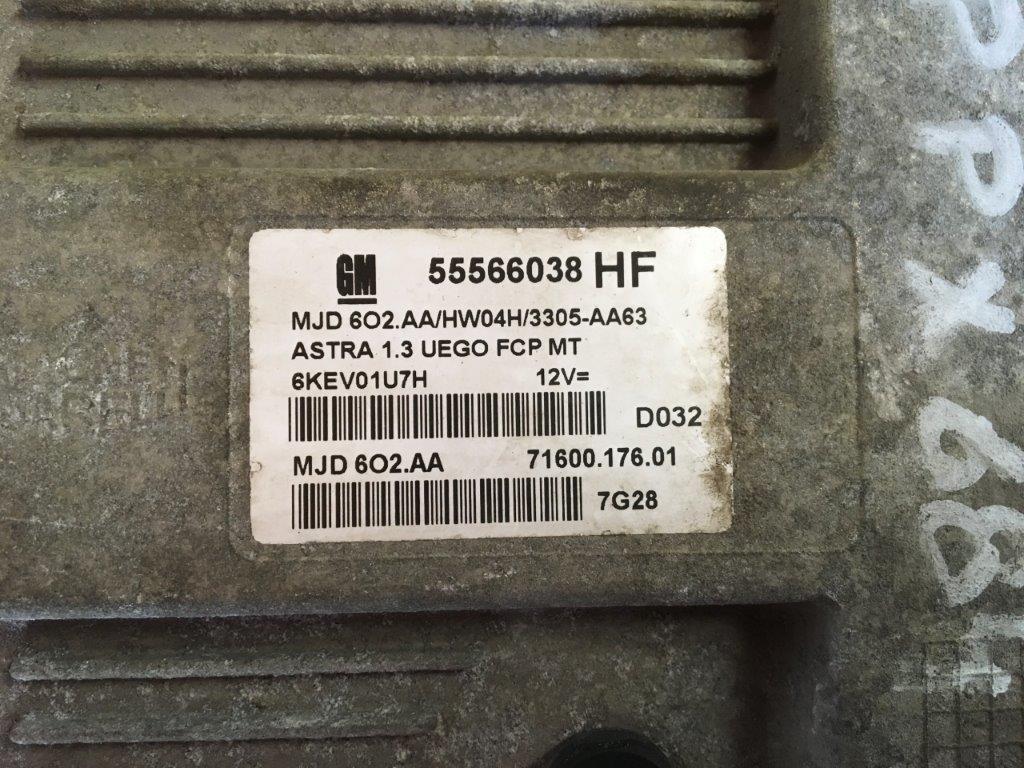 GM 55566038 HF
MJD 6O2.AA/HW04H/3305-AA63
ASTRA 1.3 UEGO FCP MT
6KEV01U7H 12V=
D032
MJD 6O2.AA 71600.176.01
7G28